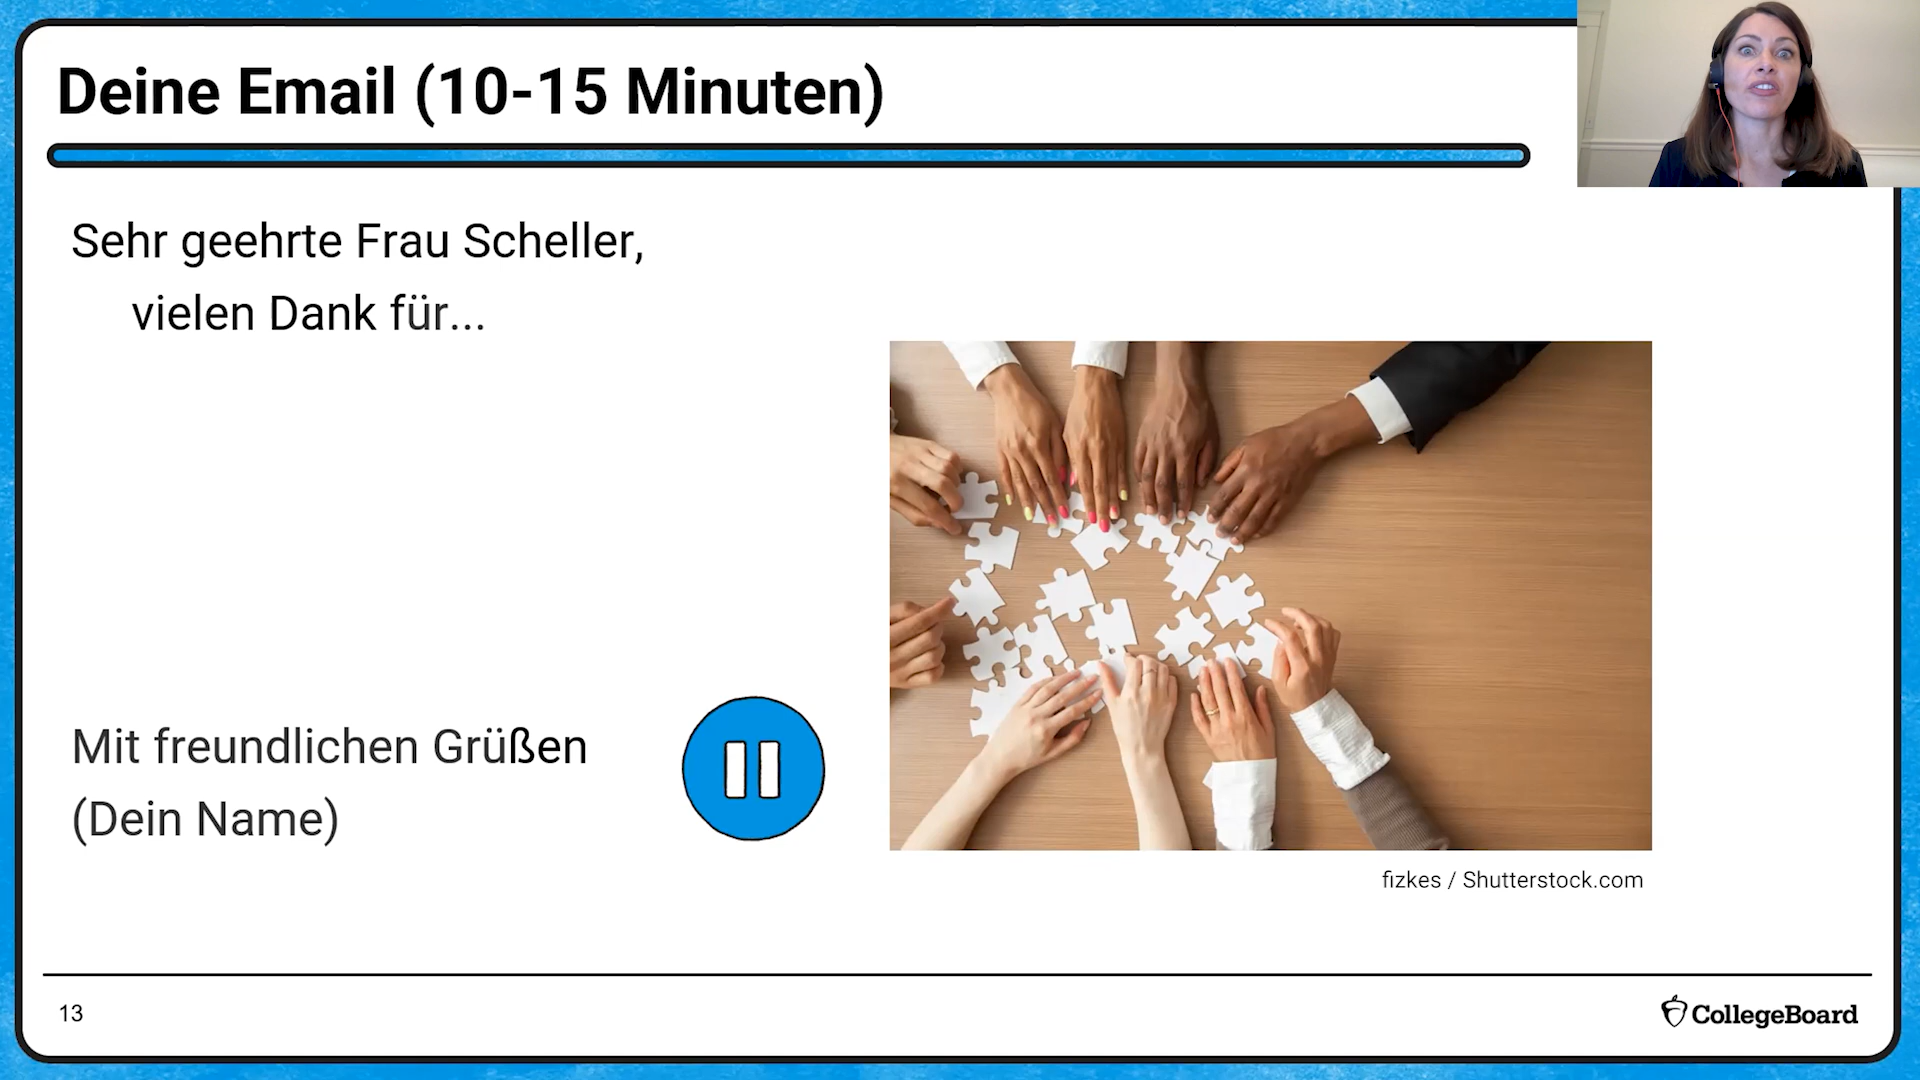 Deine Email (10-15 Minuten)
Sehr geehrte Frau Scheller,
vielen Dank für...
Mit freundlichen Grüßen
(Dein Name)
fizkes / Shutterstock.com
13
CollegeBoard